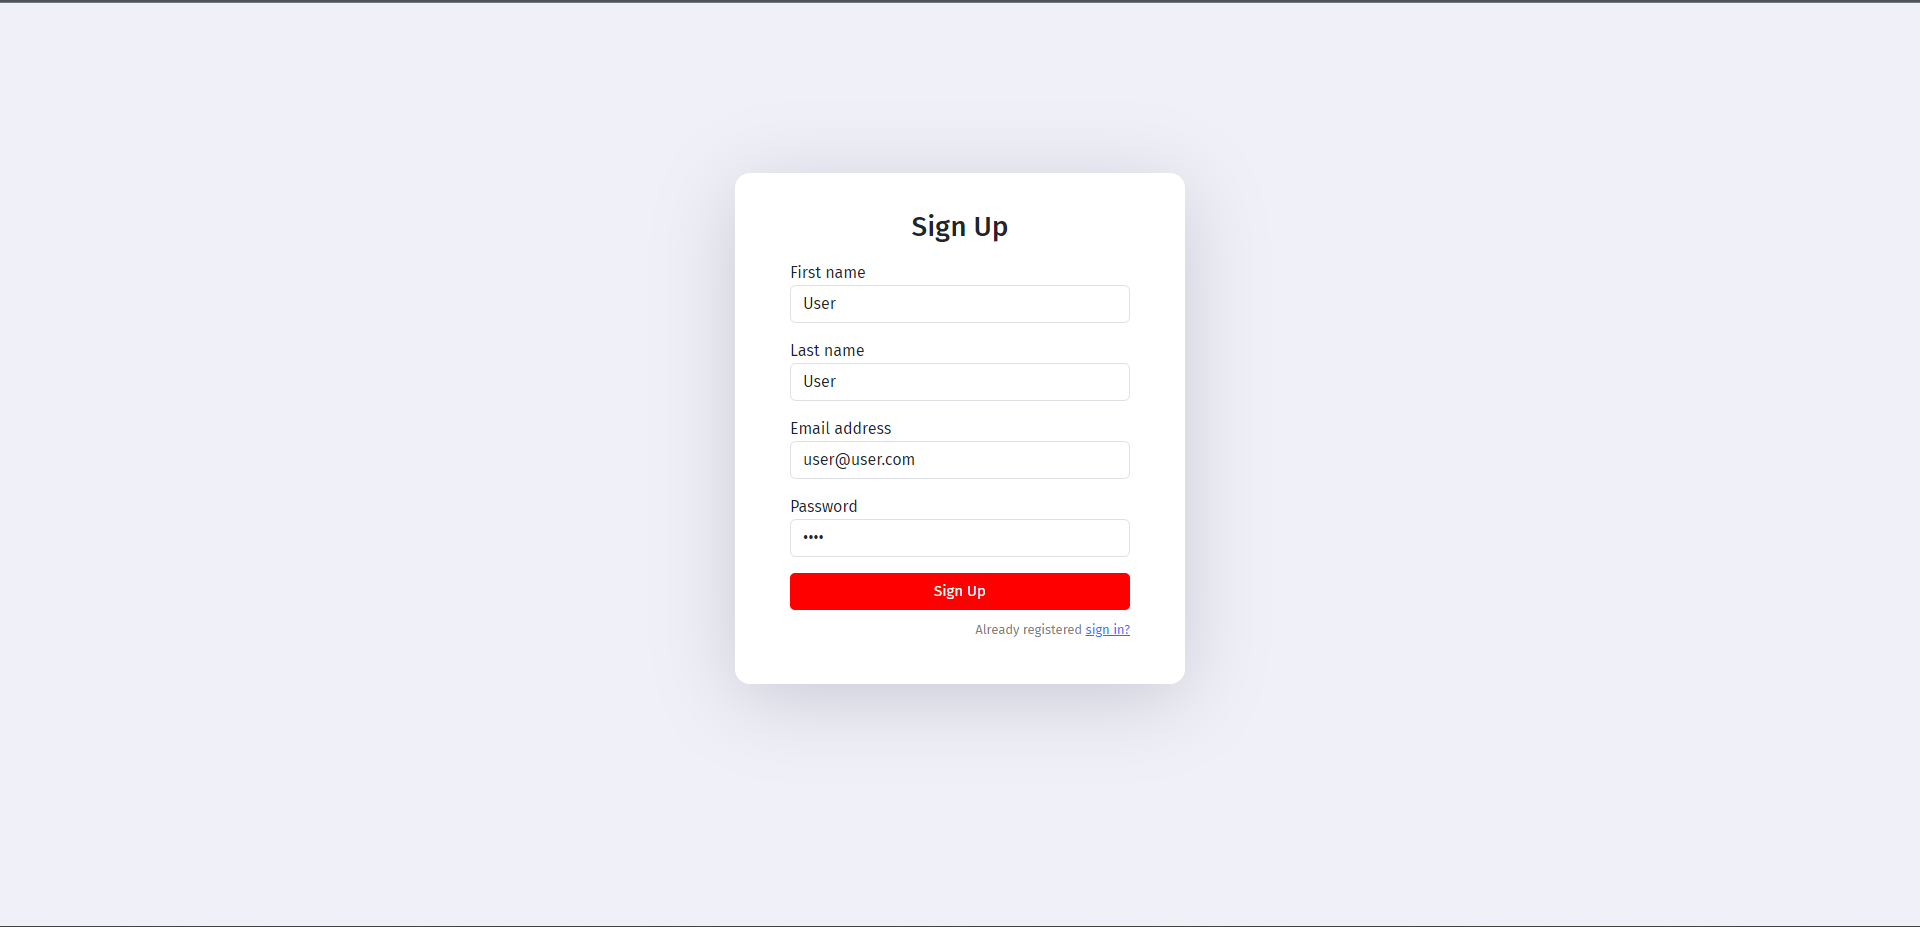 Sign Up
First name
User
Last name
User
Email address
user@user.com
Password
••••
Sign Up
Already registered sign in?